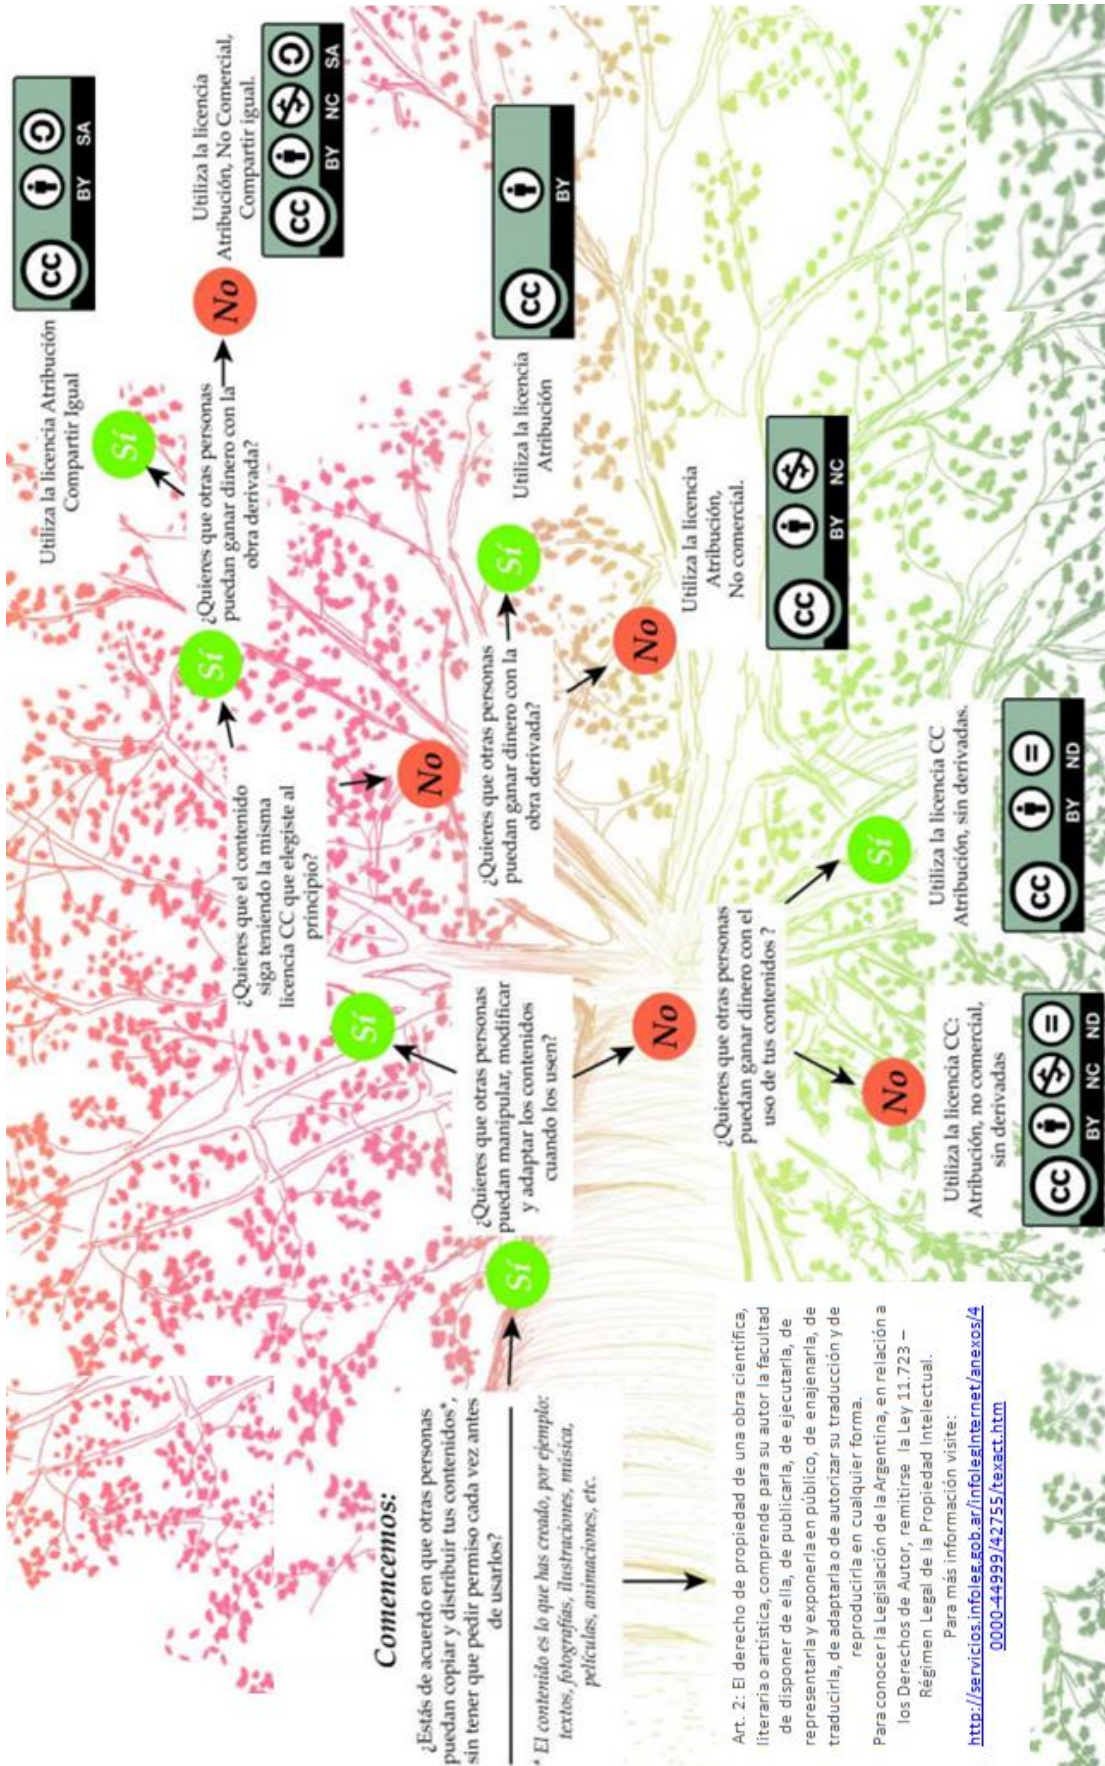 Comencemos:
¿Estás de acuerdo en que otras personas
puedan copiar y distribuir tus contenidos*,
sin tener que pedir permiso cada vez antes
de usarlos?
* El contenido es lo que has creado, por ejemplo:
textos, fotografías, ilustraciones, música,
películas, animaciones, etc.
Art. 2: El derecho de propiedad de una obra científica,
literaria o artística, comprende para su autor la facultad
de disponer de ella, de publicarla, de ejecutarla, de
representarla y exponerla en público, de enajenarla, de
traducirla, de adaptarla o de autorizar su traducción y de
reproducirla en cualquier forma.
Para conocer la Legislación de la Argentina, en relación a
los Derechos de Autor, remitirse la Ley 11.723 –
Régimen Legal de la Propiedad Intelectual.
Para más información visite:
http://servicios.infoleg.gob.ar/infolegInternet/anexos/4
0000-44999/42755/texact.htm
Sí
¿Quieres que otras personas
puedan manipular, modificar
y adaptar los contenidos
cuando los usen?
Sí
¿Quieres que el contenido
siga teniendo la misma
licencia CC que elegiste al
principio?
Sí
¿Quieres que otras personas
puedan ganar dinero con la
obra derivada?
Sí
Utiliza la licencia Atribución
Compartir Igual
CC
BY SA
No
Utiliza la licencia
Atribución, No Comercial,
Compartir igual.
CC
BY NC SA
No
¿Quieres que otras personas
puedan ganar dinero con la
obra derivada?
Sí
Utiliza la licencia
Atribución
CC
BY
No
Utiliza la licencia
Atribución,
No comercial.
CC
BY NC
No
¿Quieres que otras personas
puedan ganar dinero con el
uso de tus contenidos ?
Sí
Utiliza la licencia CC
Atribución, sin derivadas.
CC
BY ND
No
Utiliza la licencia CC:
Atribución, no comercial,
sin derivadas
CC
BY NC ND